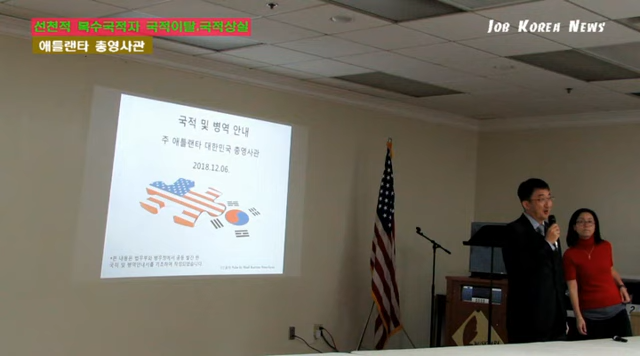 선천적 복수국적자 국적이탈.국적상실
JOB KOREA NEWS
애틀랜타 총영사관
국적 및 병역 안내
주 애틀랜타 대한민국 총영사관
2018.12.06.